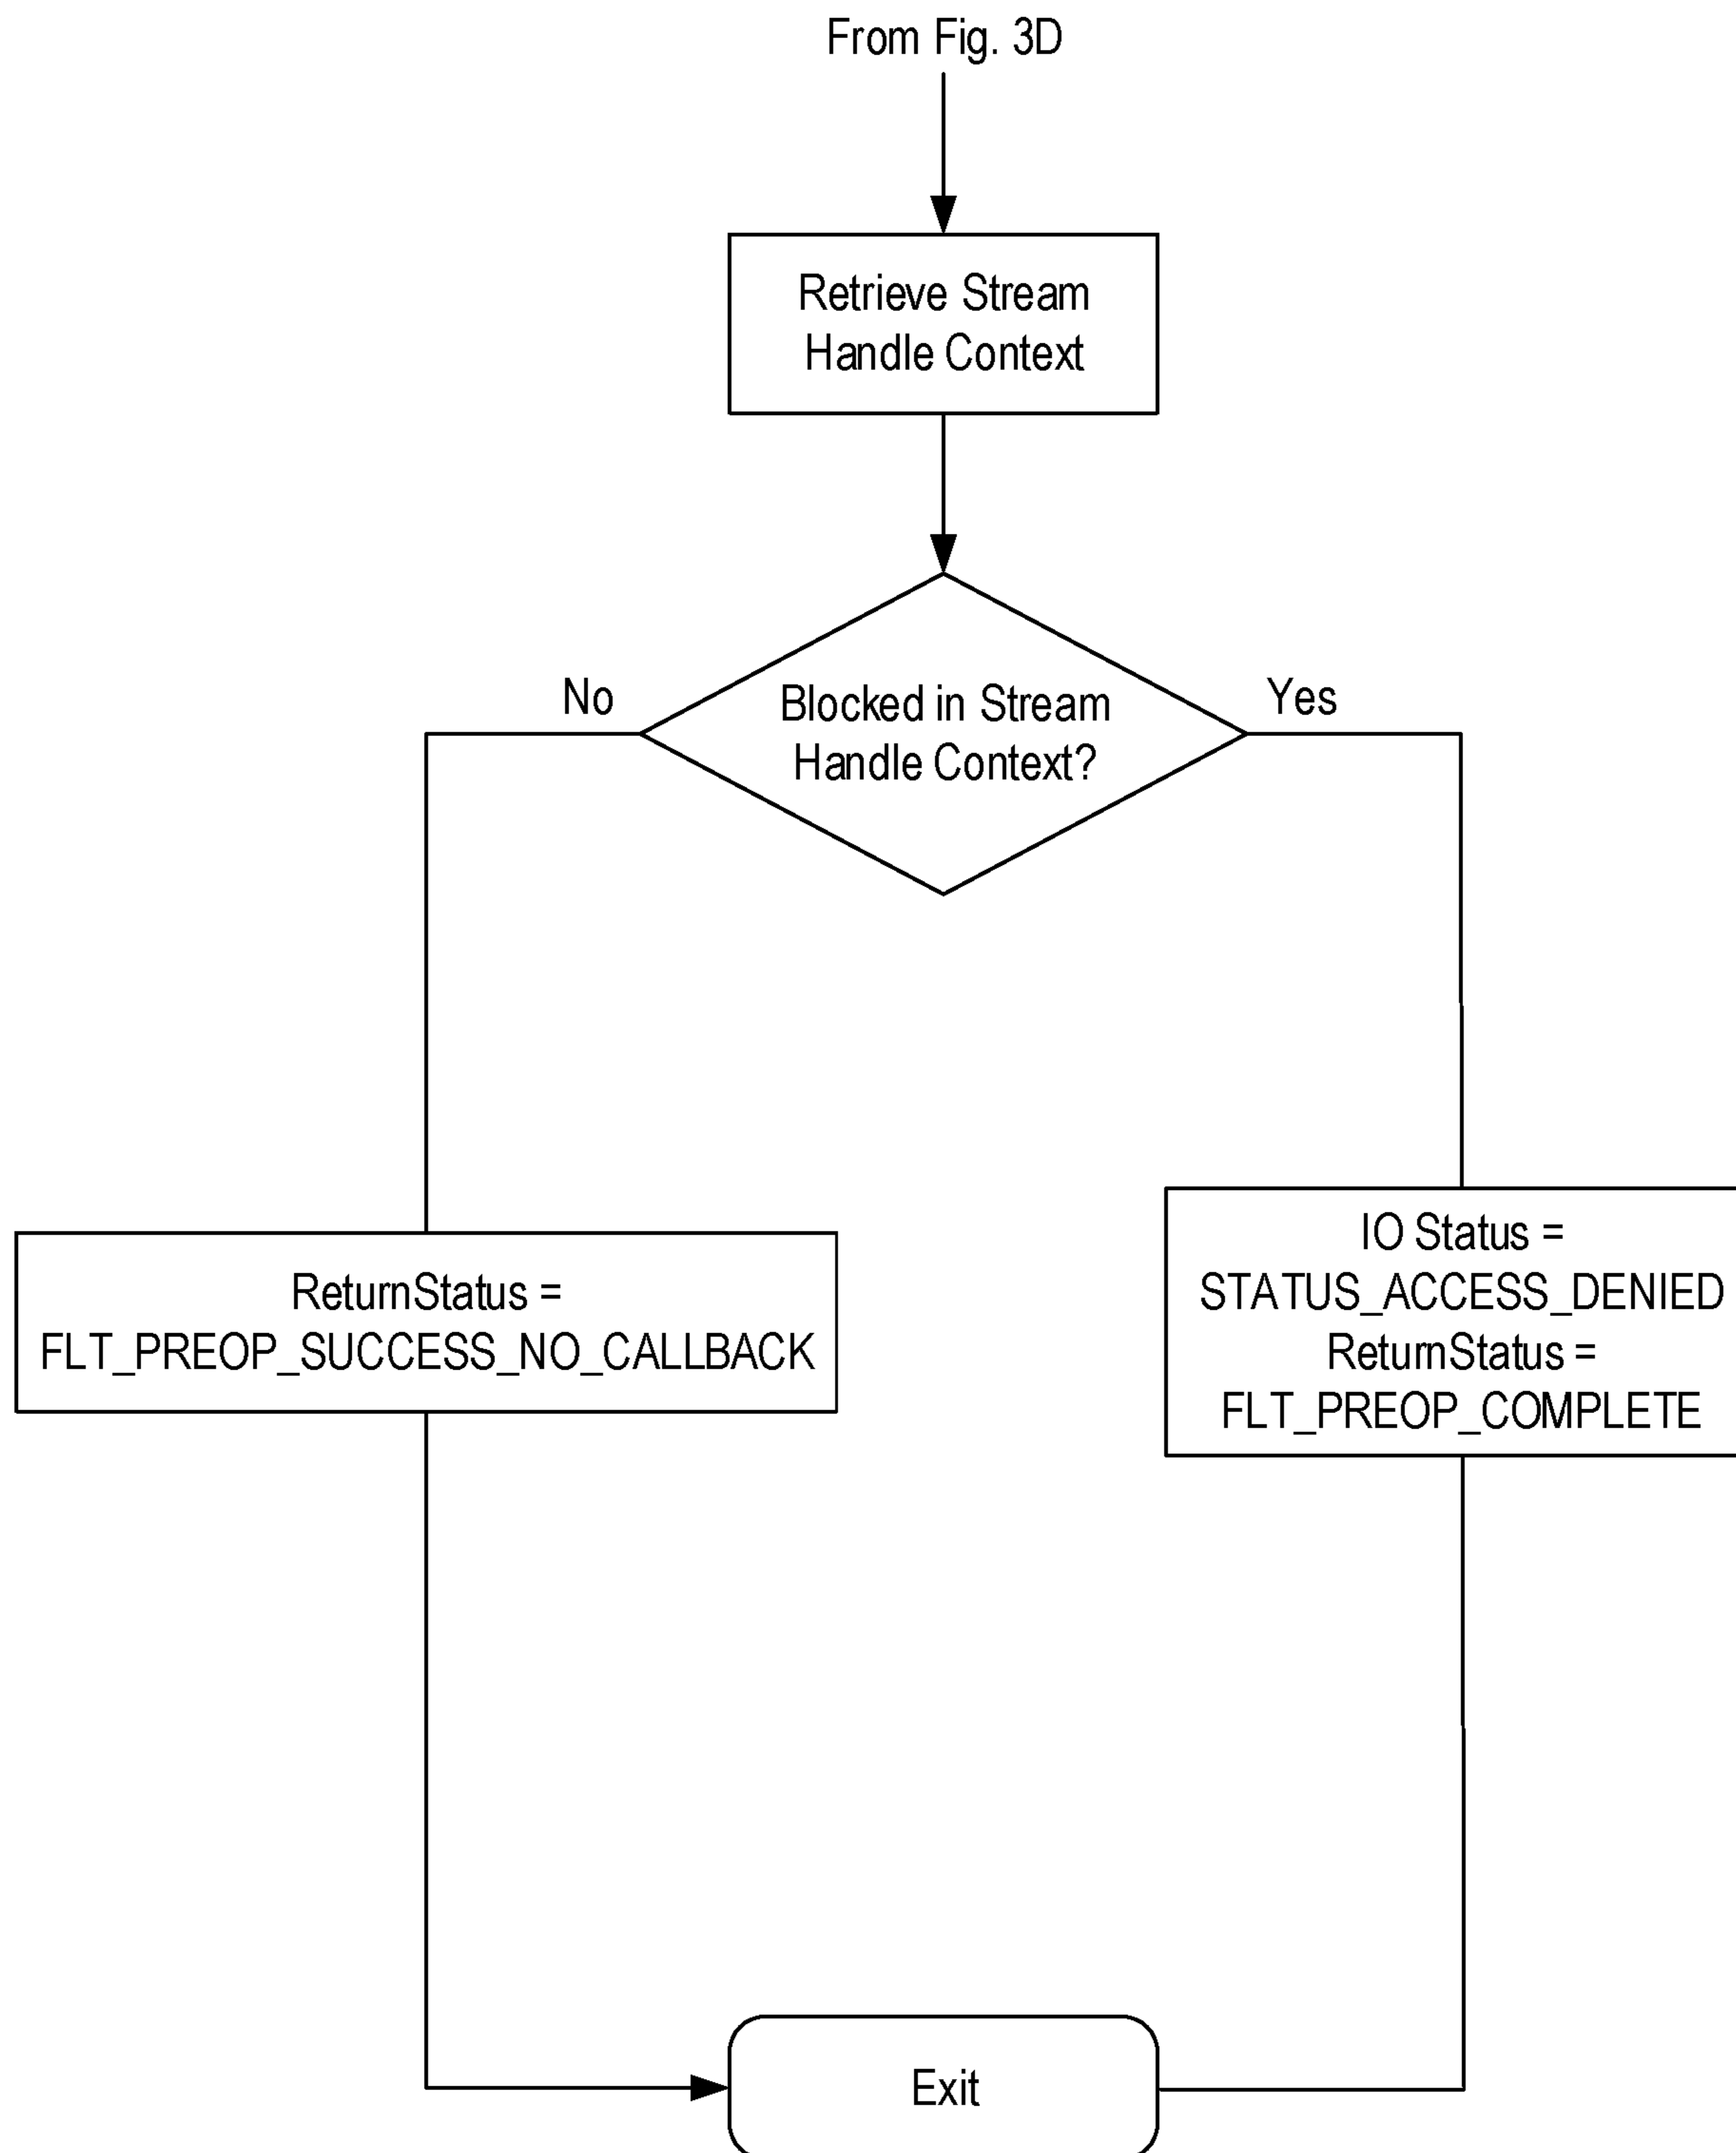 From Fig. 3D
Retrieve Stream
Handle Context
No
Blocked in Stream
Handle Context?
Yes
ReturnStatus =
FLT_PREOP_SUCCESS_NO_CALLBACK
IO Status =
STATUS_ACCESS_DENIED
ReturnStatus =
FLT_PREOP_COMPLETE
Exit